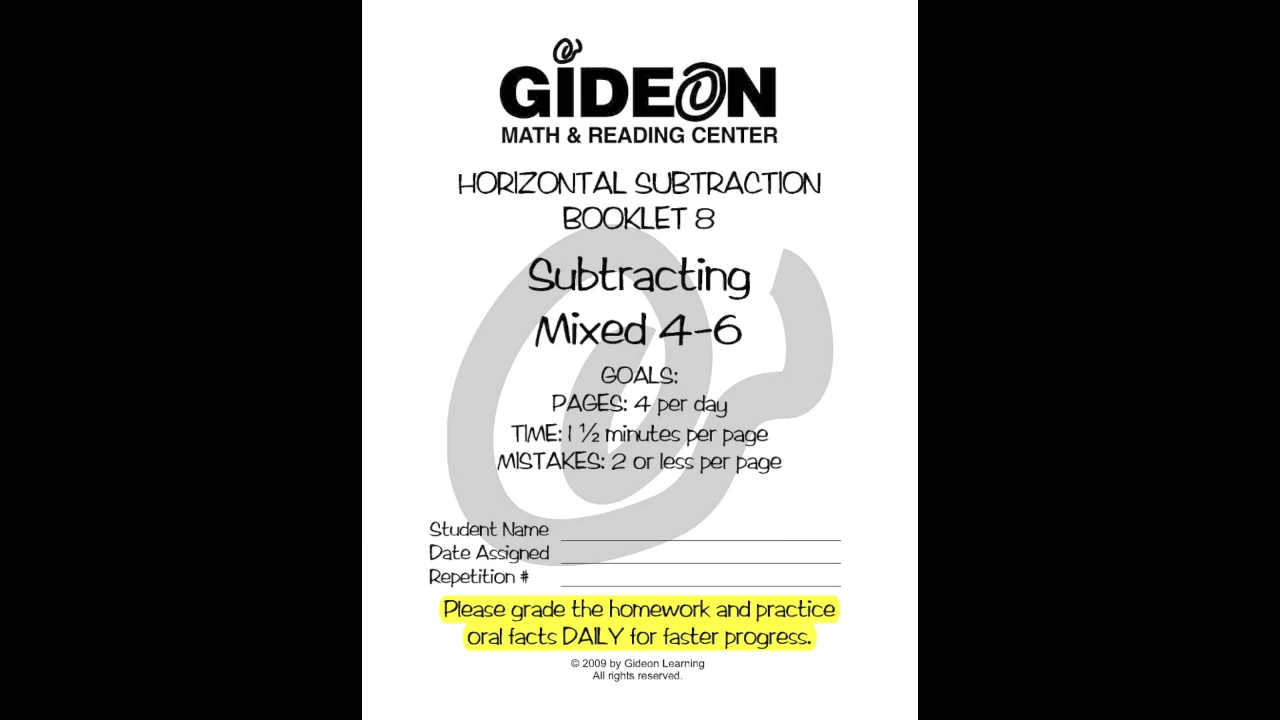 GIDEON
MATH & READING CENTER
HORIZONTAL SUBTRACTION
BOOKLET 8
Subtracting
Mixed 4-6
GOALS:
PAGES: 4 per day
TIME: 1 ½ minutes per page
MISTAKES: 2 or less per page
Student Name
Date Assigned
Repetition #
Please grade the homework and practice
oral facts DAILY for faster progress.
© 2009 by Gideon Learning
All rights reserved.